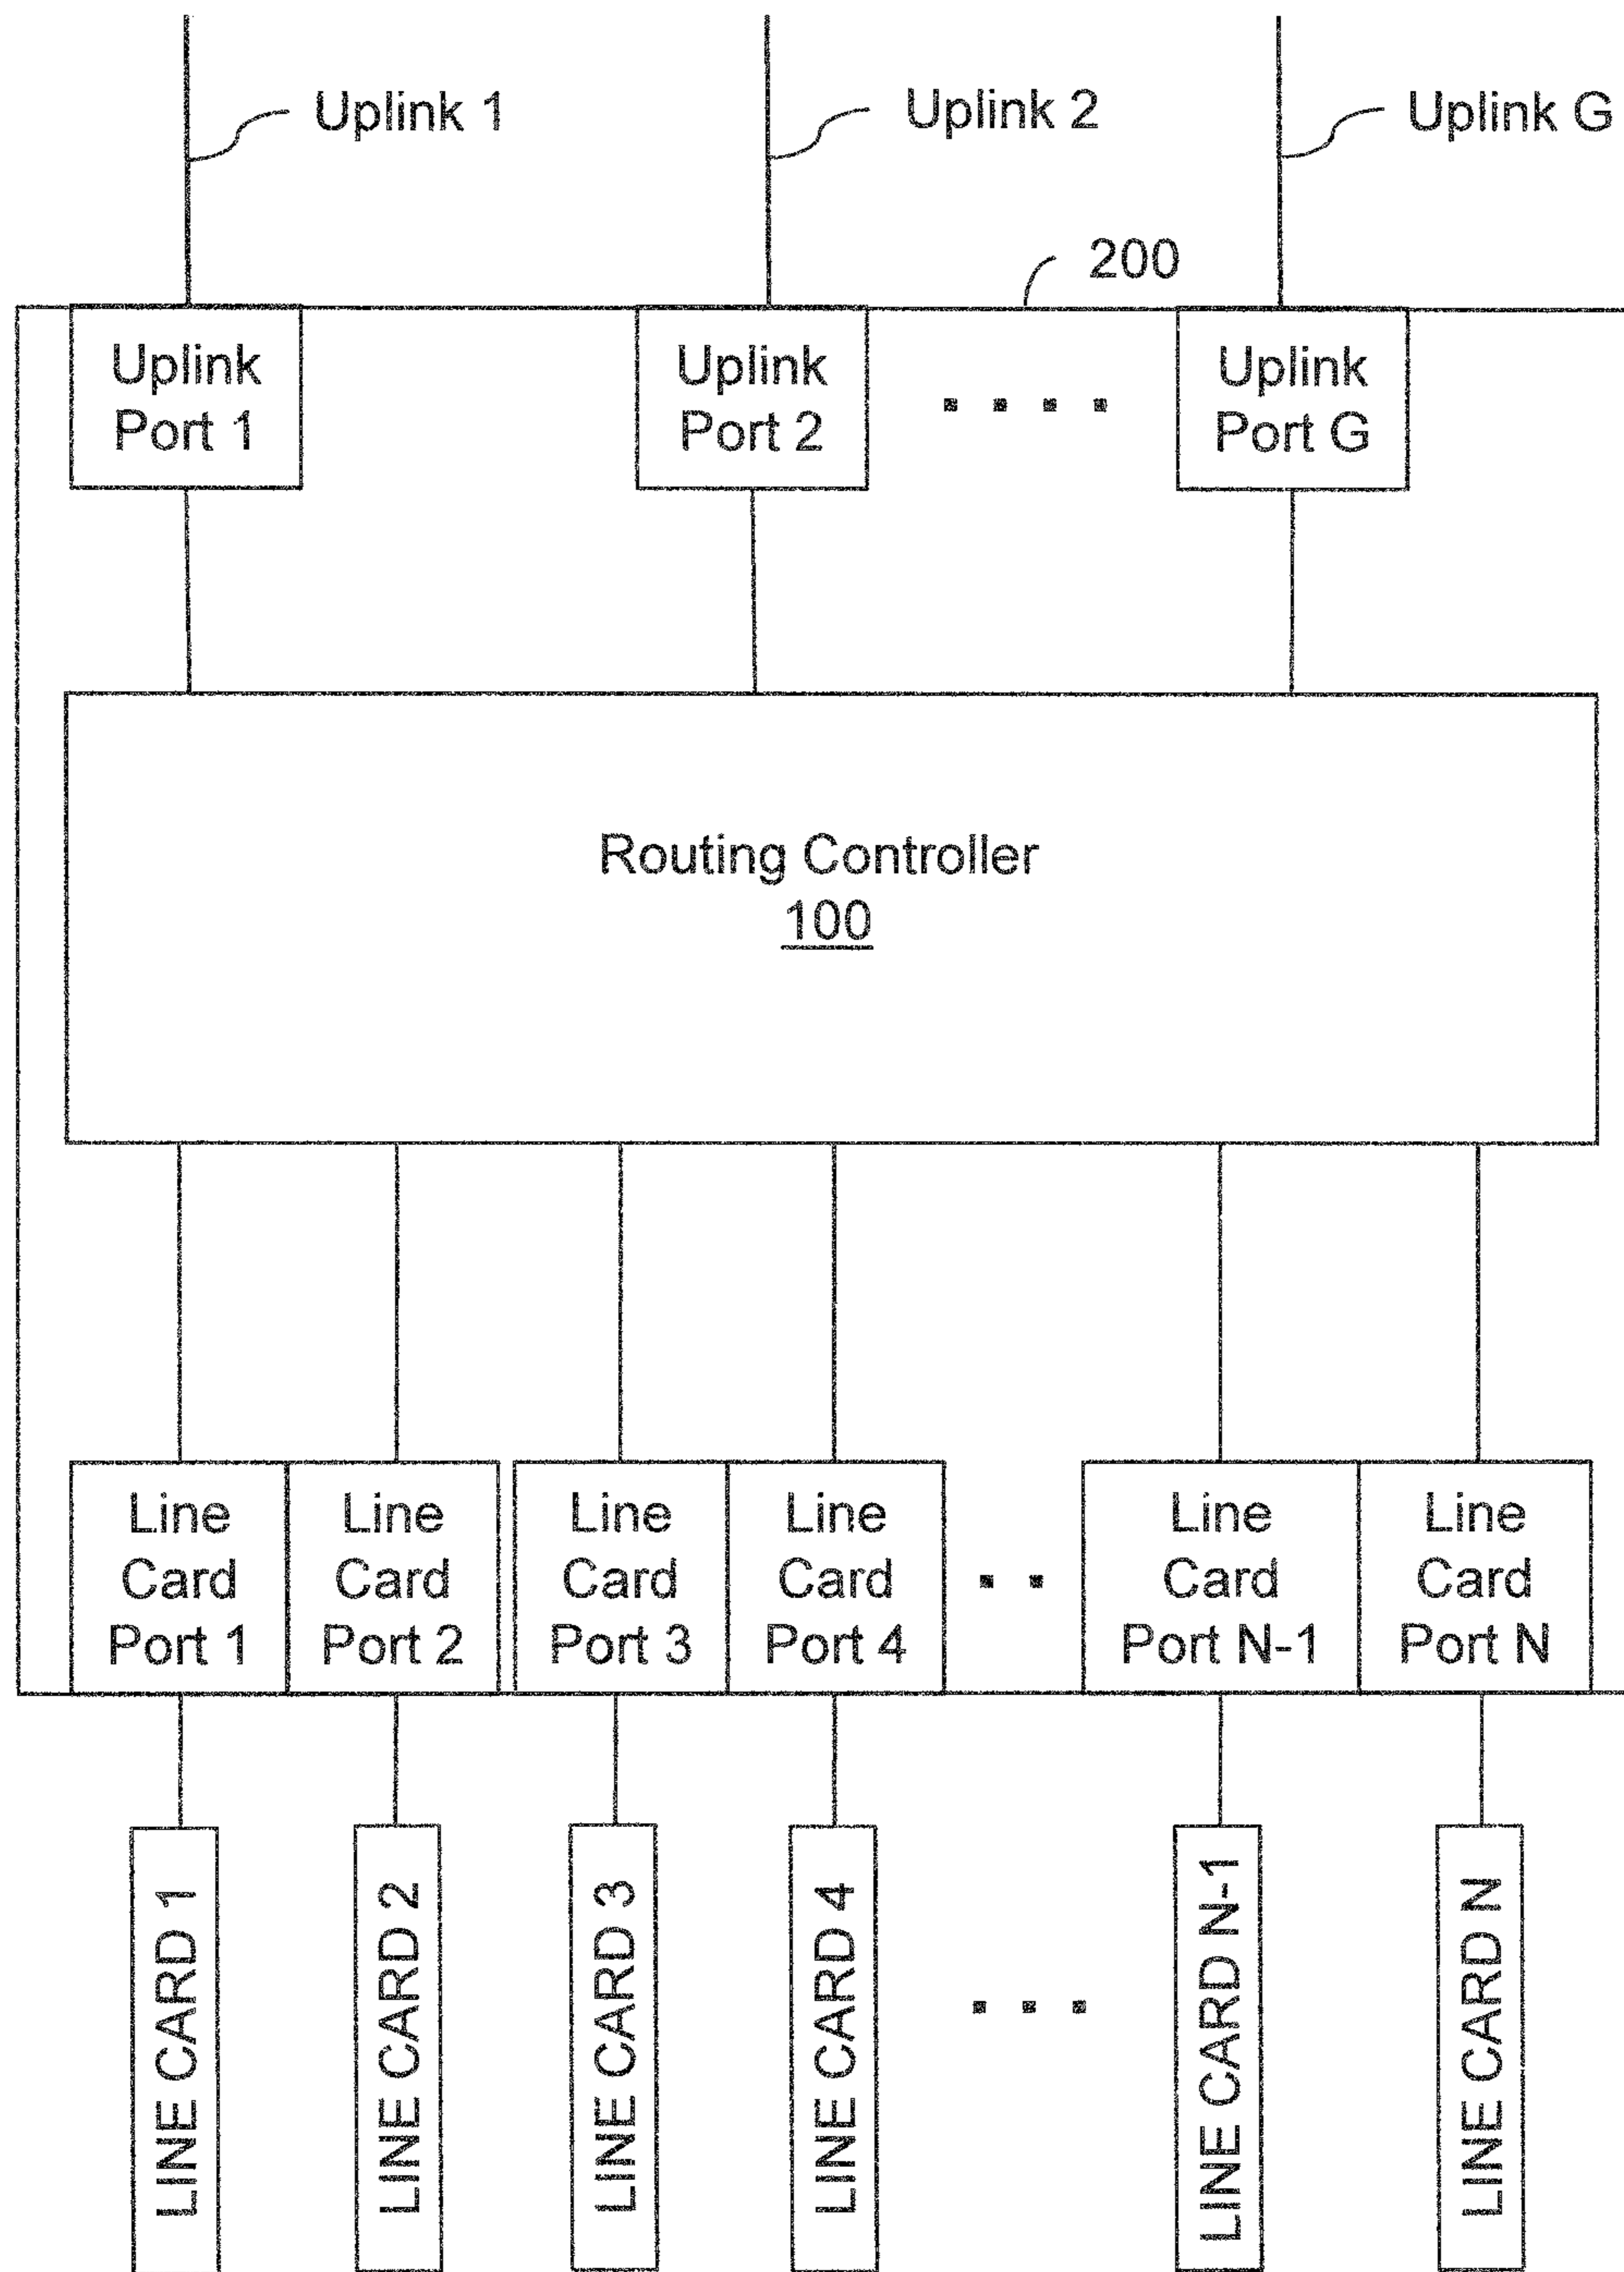 Uplink 1
Uplink 2
Uplink G
200
Uplink
Port 1
Uplink
Port 2
Uplink
Port G
Routing Controller
100
Line
Card
Port 1
Line
Card
Port 2
Line
Card
Port 3
Line
Card
Port 4
Line
Card
Port N-1
Line
Card
Port N
LINE CARD 1
LINE CARD 2
LINE CARD 3
LINE CARD 4
LINE CARD N-1
LINE CARD N